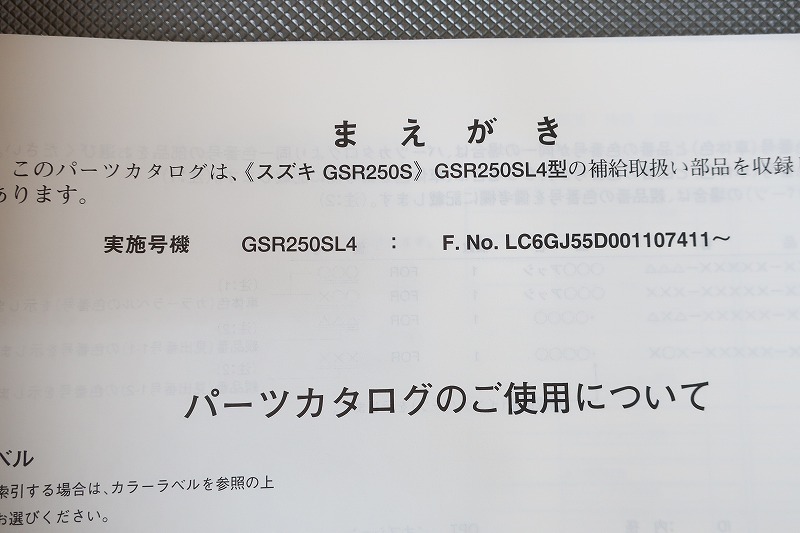 まえがき
このパーツカタログは、《スズキ GSR250S》GSR250SL4型の補給取扱い部品を収録
あります。
実施号機 GSR250SL4 : F. No. LC6GJ55D001107411～
パーツカタログのご使用について
ベル
索引する場合は、カラーラベルを参照の上
お選びください。